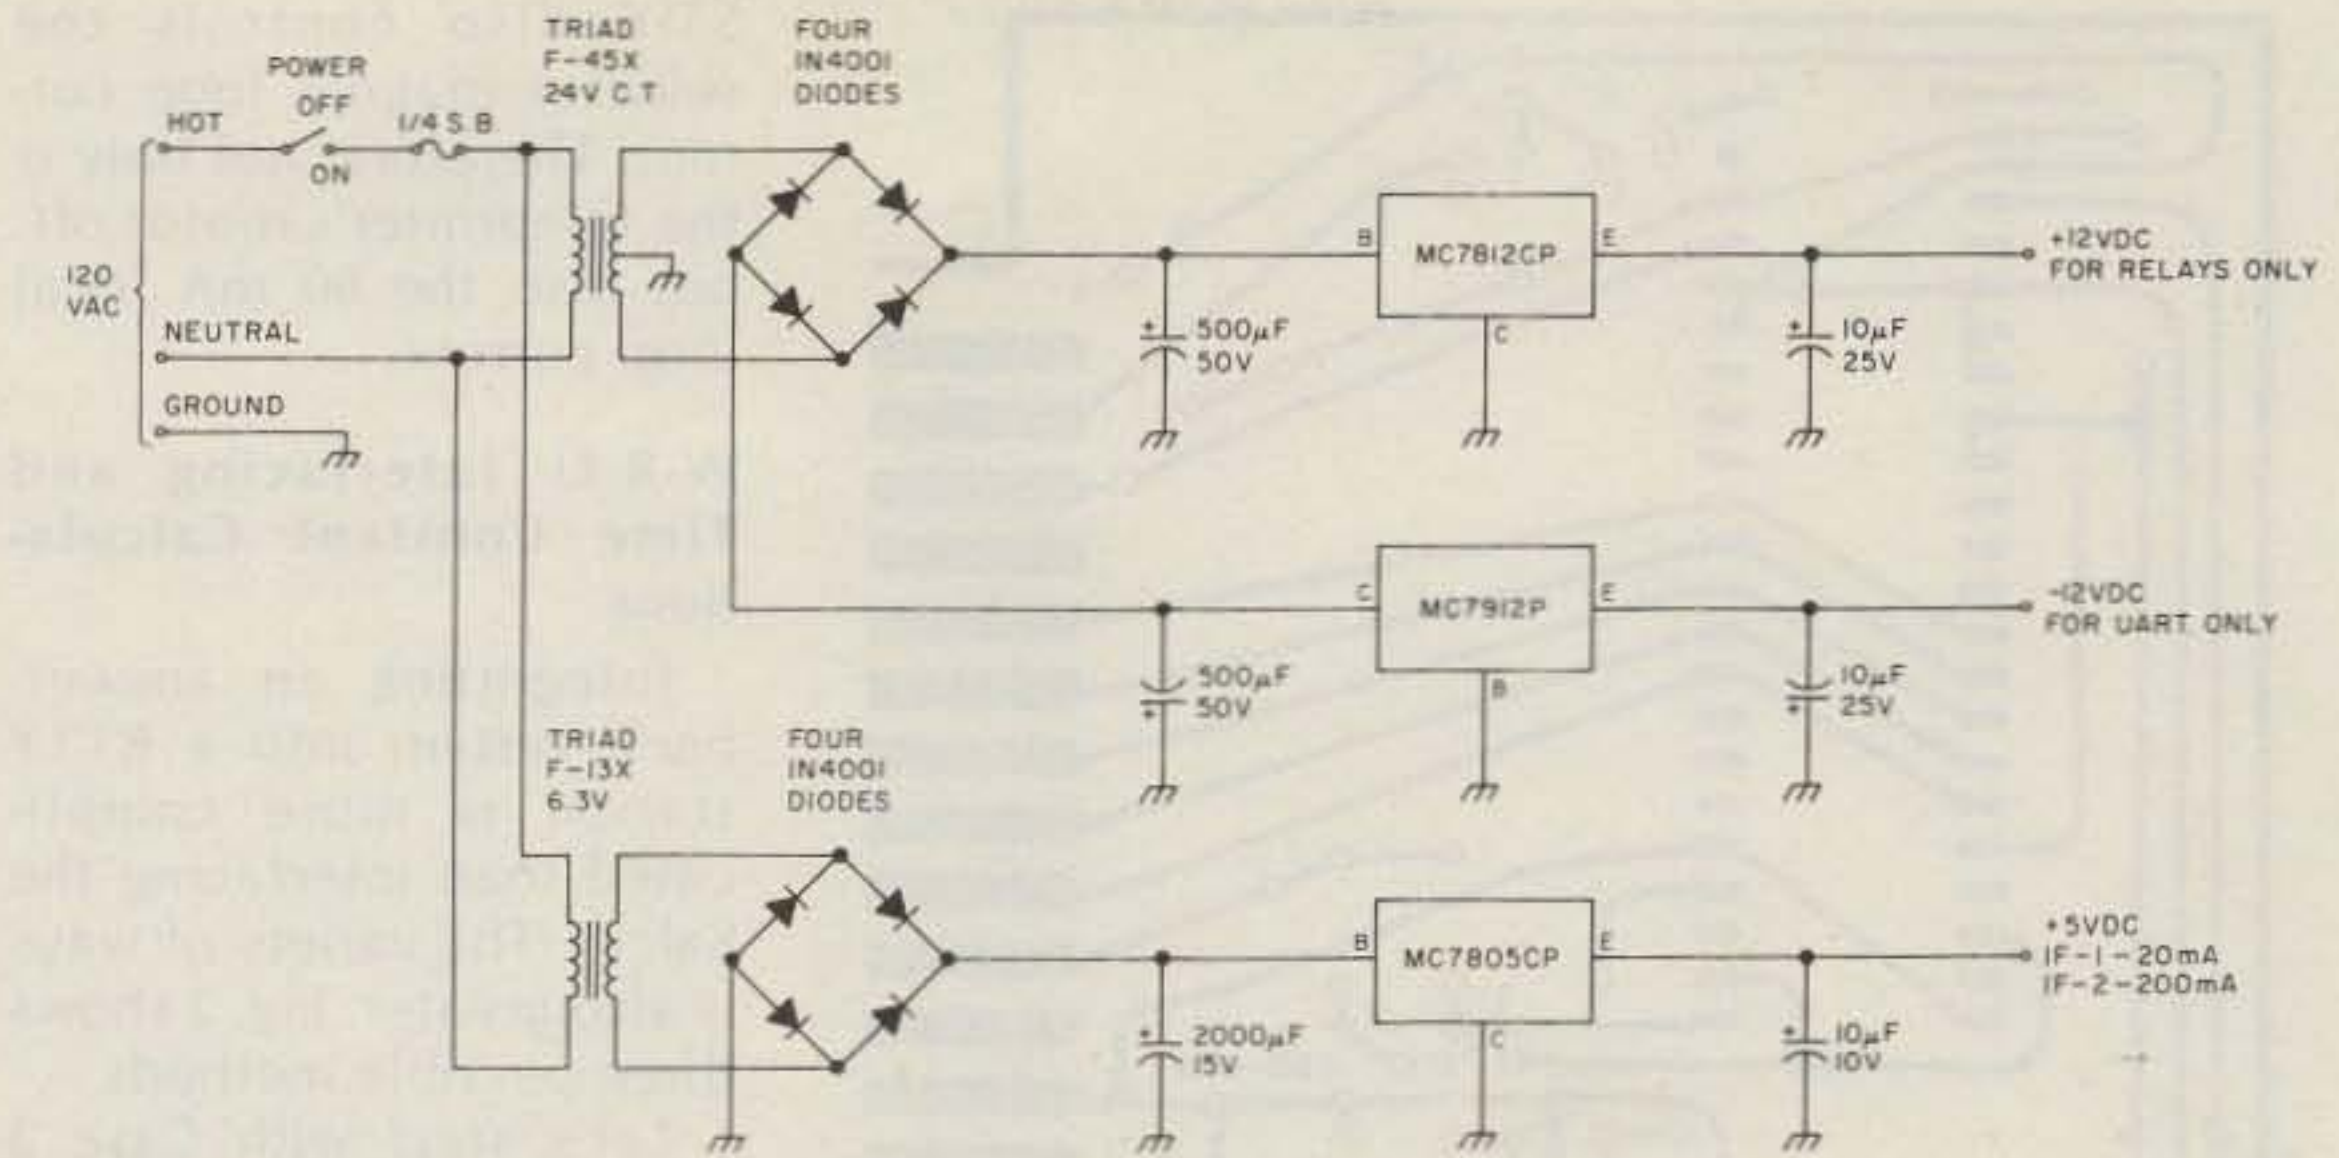 TRIAD
F-45X
24V C.T
FOUR
IN4001
DIODES
POWER
OFF
ON
HOT
1/4 S.B.
120
VAC
NEUTRAL
GROUND
B
MC7812CP
E
C
+12VDC
FOR RELAYS ONLY
+
500µF
50V
+
10µF
25V
C
MC7912P
E
B
-12VDC
FOR UART ONLY
500µF
50V
+
10µF
25V
+
TRIAD
F-13X
6.3V
FOUR
IN4001
DIODES
B
MC7805CP
E
C
+5VDC
IF-1-20mA
IF-2-200mA
+
2000µF
15V
+
10µF
10V